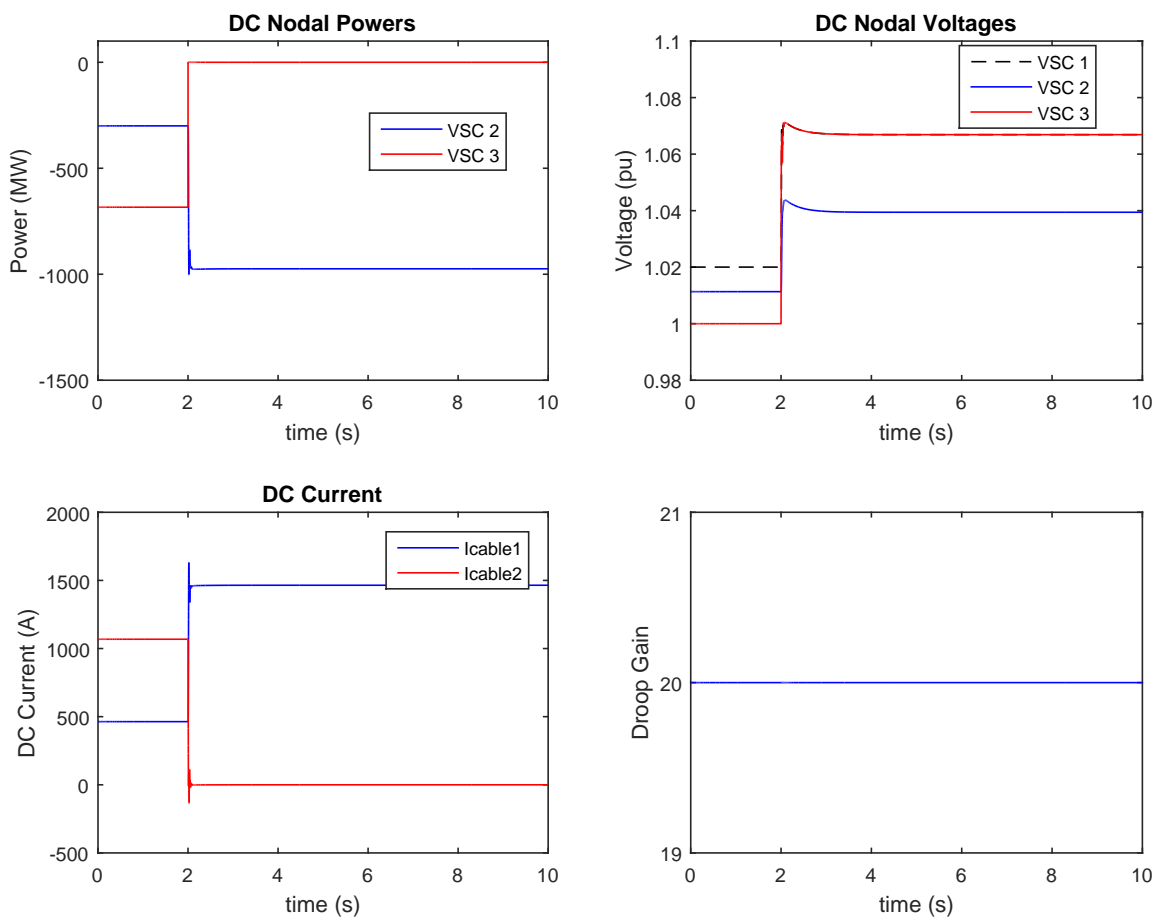 DC Nodal Powers
0
-500
-1000
-1500
Power (MW)
VSC 2
VSC 3
0 2 4 6 8 10
time (s)
DC Nodal Voltages
1.1
1.08
1.06
1.04
1.02
1
0.98
Voltage (pu)
VSC 1
VSC 2
VSC 3
0 2 4 6 8 10
time (s)
DC Current
2000
1500
1000
500
0
-500
DC Current (A)
Icable1
Icable2
0 2 4 6 8 10
time (s)
21
20
19
Droop Gain
0 2 4 6 8 10
time (s)